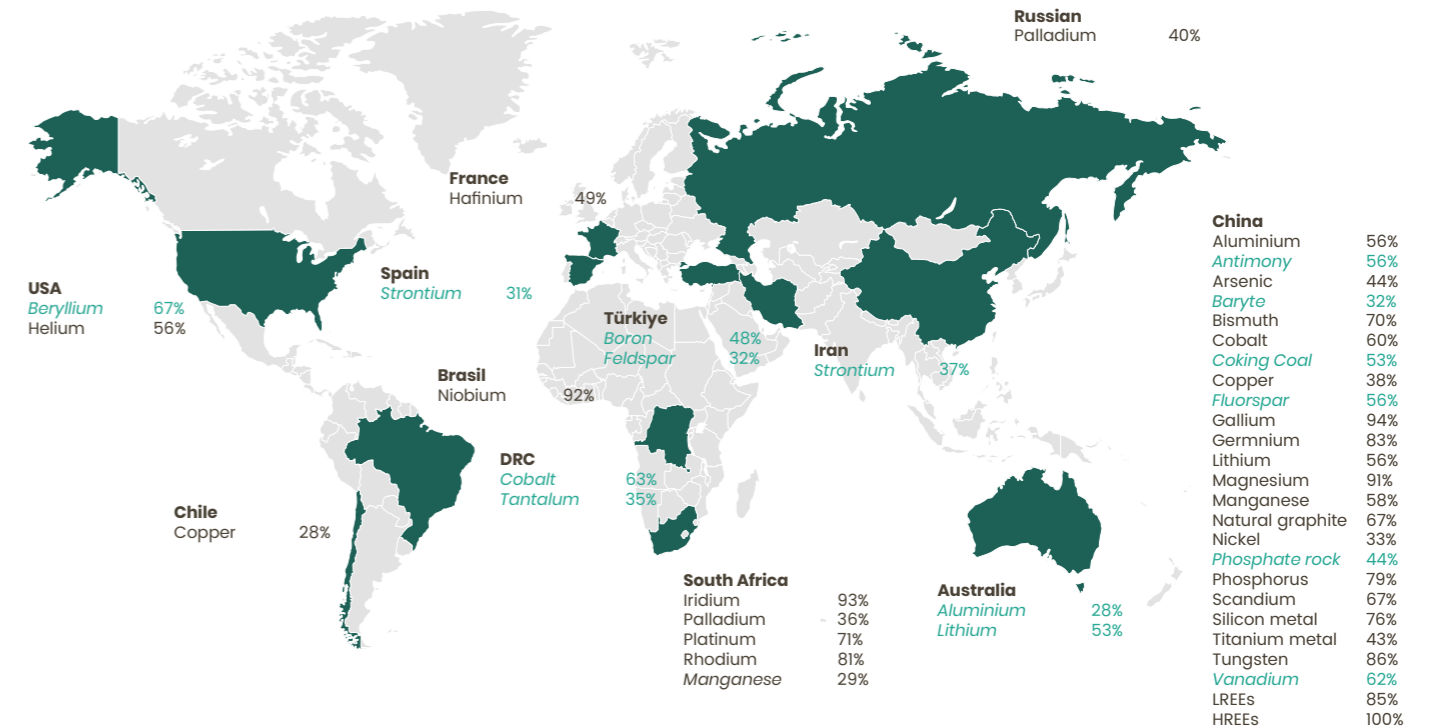 Russian
Palladium 40%
France
Hafinium 49%
USA
Beryllium 67%
Helium 56%
Spain
Strontium 31%
Türkiye
Boron 48%
Feldspar 32%
Iran
Strontium 37%
Brasil
Niobium 92%
DRC
Cobalt 63%
Tantalum 35%
Chile
Copper 28%
South Africa
Iridium 93%
Palladium 36%
Platinum 71%
Rhodium 81%
Manganese 29%
Australia
Aluminium 28%
Lithium 53%
China
Aluminium 56%
Antimony 56%
Arsenic 44%
Baryte 32%
Bismuth 70%
Cobalt 60%
Coking Coal 53%
Copper 38%
Fluorspar 56%
Gallium 94%
Germnium 83%
Lithium 56%
Magnesium 91%
Manganese 58%
Natural graphite 67%
Nickel 33%
Phosphate rock 44%
Phosphorus 79%
Scandium 67%
Silicon metal 76%
Titanium metal 43%
Tungsten 86%
Vanadium 62%
LREEs 85%
HREEs 100%